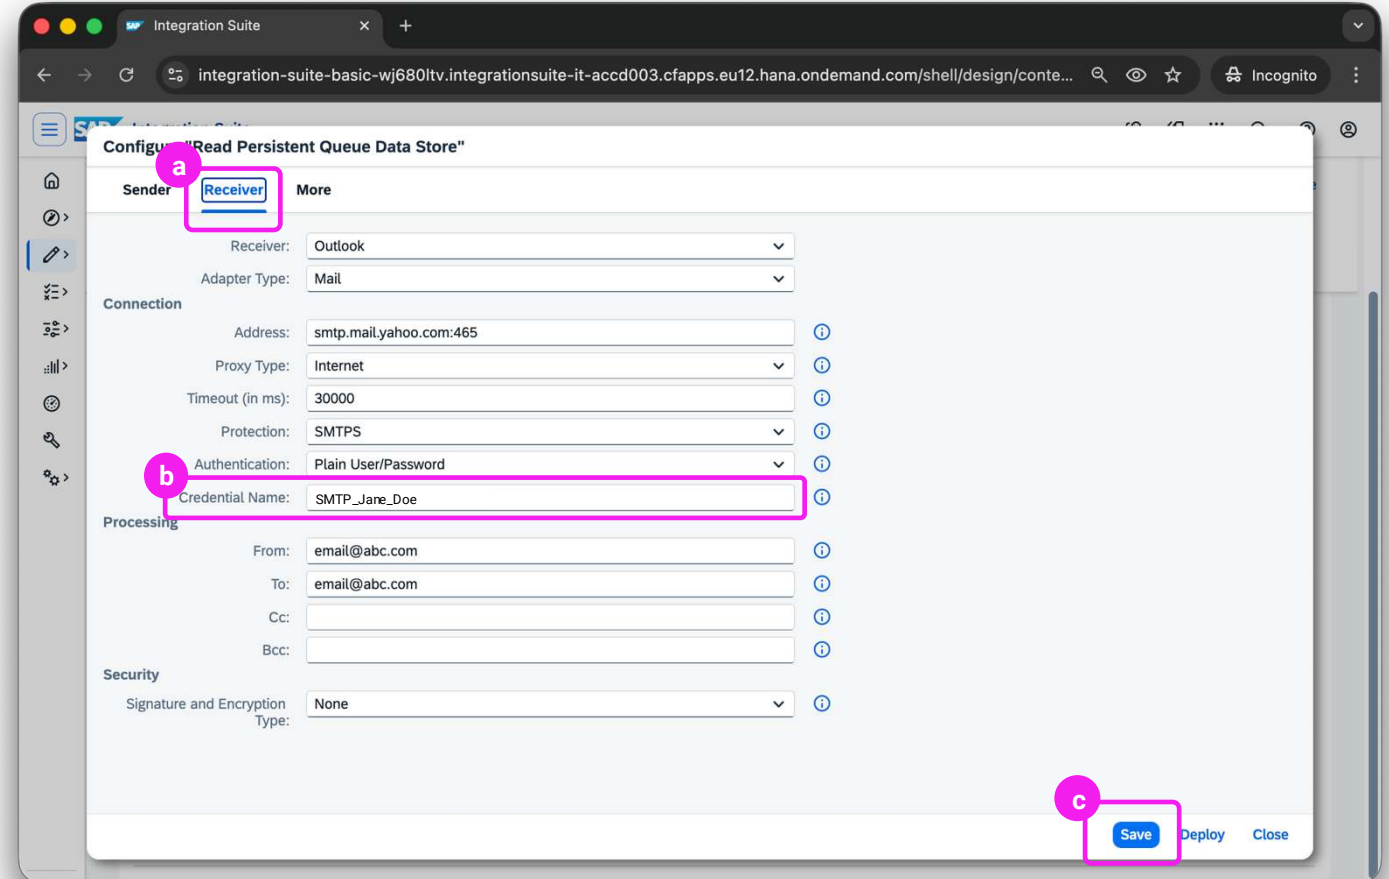 SAP Integration Suite
integration-suite-basic-wj680ltv.integrationsuite-it-accd003.cfapps.eu12.hana.ondemand.com/shell/design/conte... Incognito
Configure "Read Persistent Queue Data Store"
a
Sender Receiver More
Receiver: Outlook
Adapter Type: Mail
Connection
Address: smtp.mail.yahoo.com:465
Proxy Type: Internet
Timeout (in ms): 30000
Protection: SMTPS
Authentication: Plain User/Password
b
Credential Name: SMTP_Jane_Doe
Processing
From: email@abc.com
To: email@abc.com
Cc:
Bcc:
Security
Signature and Encryption
Type: None
c
Save Deploy Close